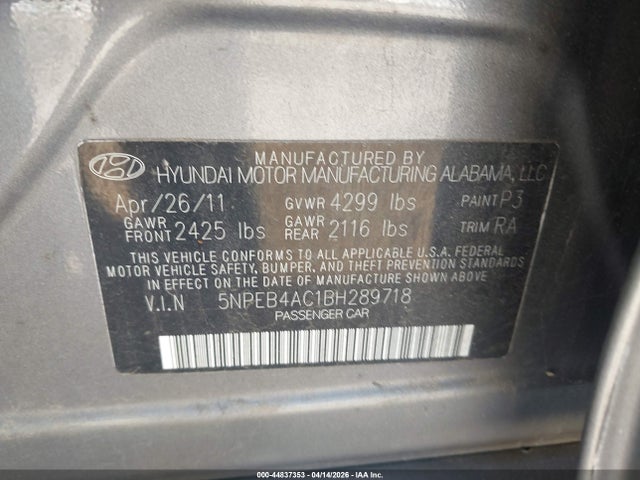 MANUFACTURED BY
HYUNDAI MOTOR MANUFACTURING ALABAMA, LLC
Apr/26/11 GVWR 4299 lbs PAINT P3
GAWR FRONT 2425 lbs GAWR REAR 2116 lbs TRIM RA
THIS VEHICLE CONFORMS TO ALL APPLICABLE U.S.A. FEDERAL
MOTOR VEHICLE SAFETY, BUMPER, AND THEFT PREVENTION STANDARDS
IN EFFECT ON THE DATE OF MANUFACTURE SHOWN ABOVE.
V.I.N 5NPEB4AC1BH289718
PASSENGER CAR
000-44837353 - 04/14/2026 - IAA Inc.